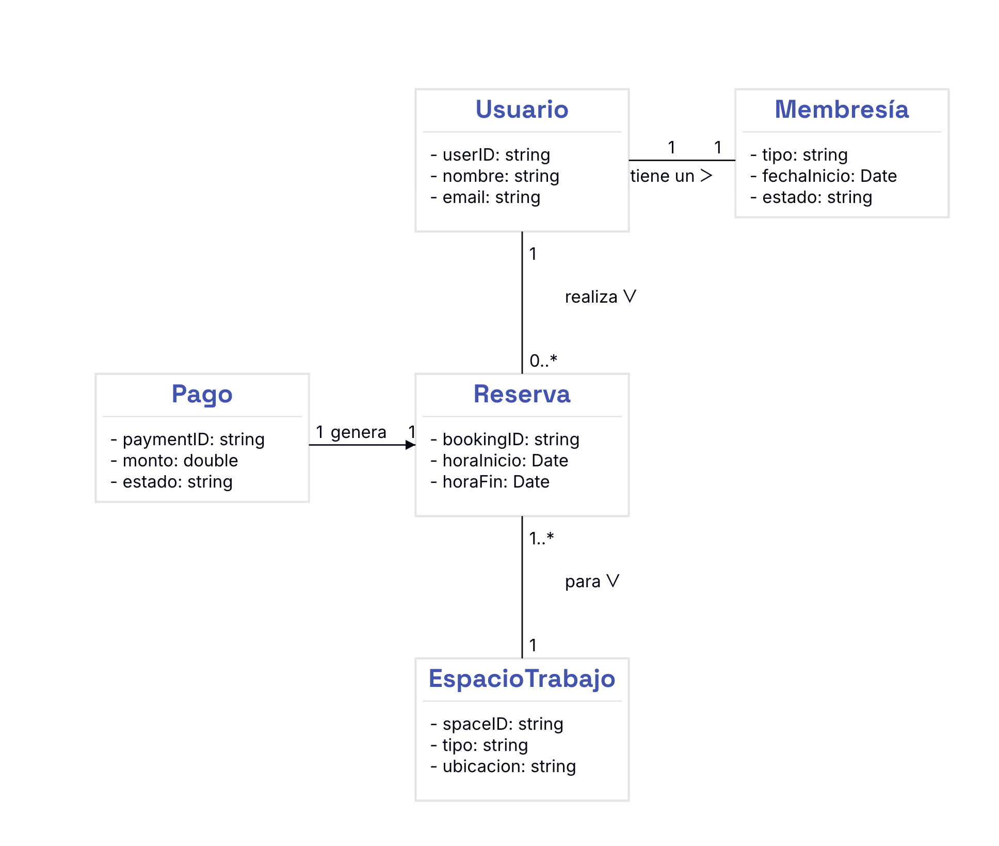 Usuario
- userID: string
- nombre: string
- email: string
1 1
tiene un >
Membresía
- tipo: string
- fechaInicio: Date
- estado: string
1
realiza V
0..*
Pago
- paymentID: string
- monto: double
- estado: string
1 genera 1
Reserva
- bookingID: string
- horaInicio: Date
- horaFin: Date
1..*
para V
1
EspacioTrabajo
- spaceID: string
- tipo: string
- ubicacion: string